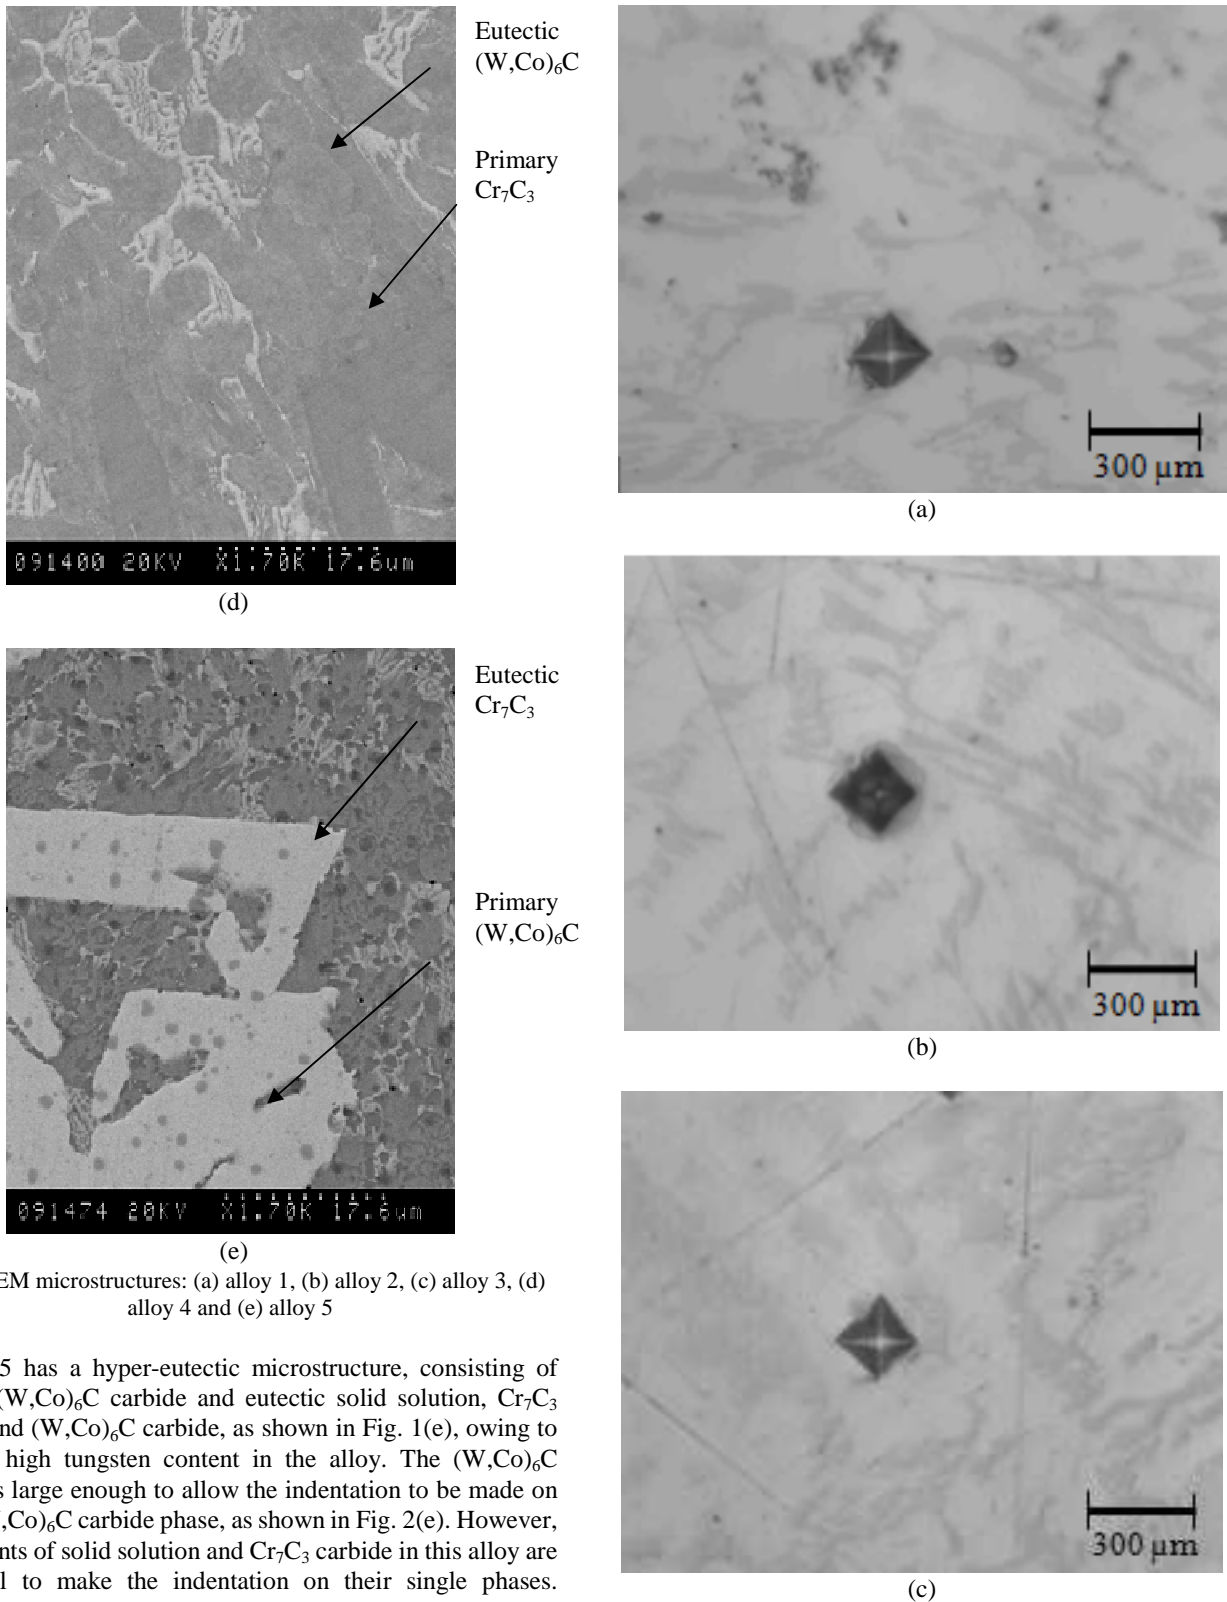 Eutectic
(W,Co)₆C
Primary
Cr₇C₃
091400 20KV X1.70K 17.6um
(d)
Eutectic
Cr₇C₃
Primary
(W,Co)₆C
091474 20KV X1.70K 17.6um
(e)
EM microstructures: (a) alloy 1, (b) alloy 2, (c) alloy 3, (d)
alloy 4 and (e) alloy 5
5 has a hyper-eutectic microstructure, consisting of
(W,Co)₆C carbide and eutectic solid solution, Cr₇C₃
nd (W,Co)₆C carbide, as shown in Fig. 1(e), owing to
high tungsten content in the alloy. The (W,Co)₆C
s large enough to allow the indentation to be made on
,Co)₆C carbide phase, as shown in Fig. 2(e). However,
nts of solid solution and Cr₇C₃ carbide in this alloy are
l to make the indentation on their single phases.
300 µm
(a)
300 µm
(b)
300 µm
(c)